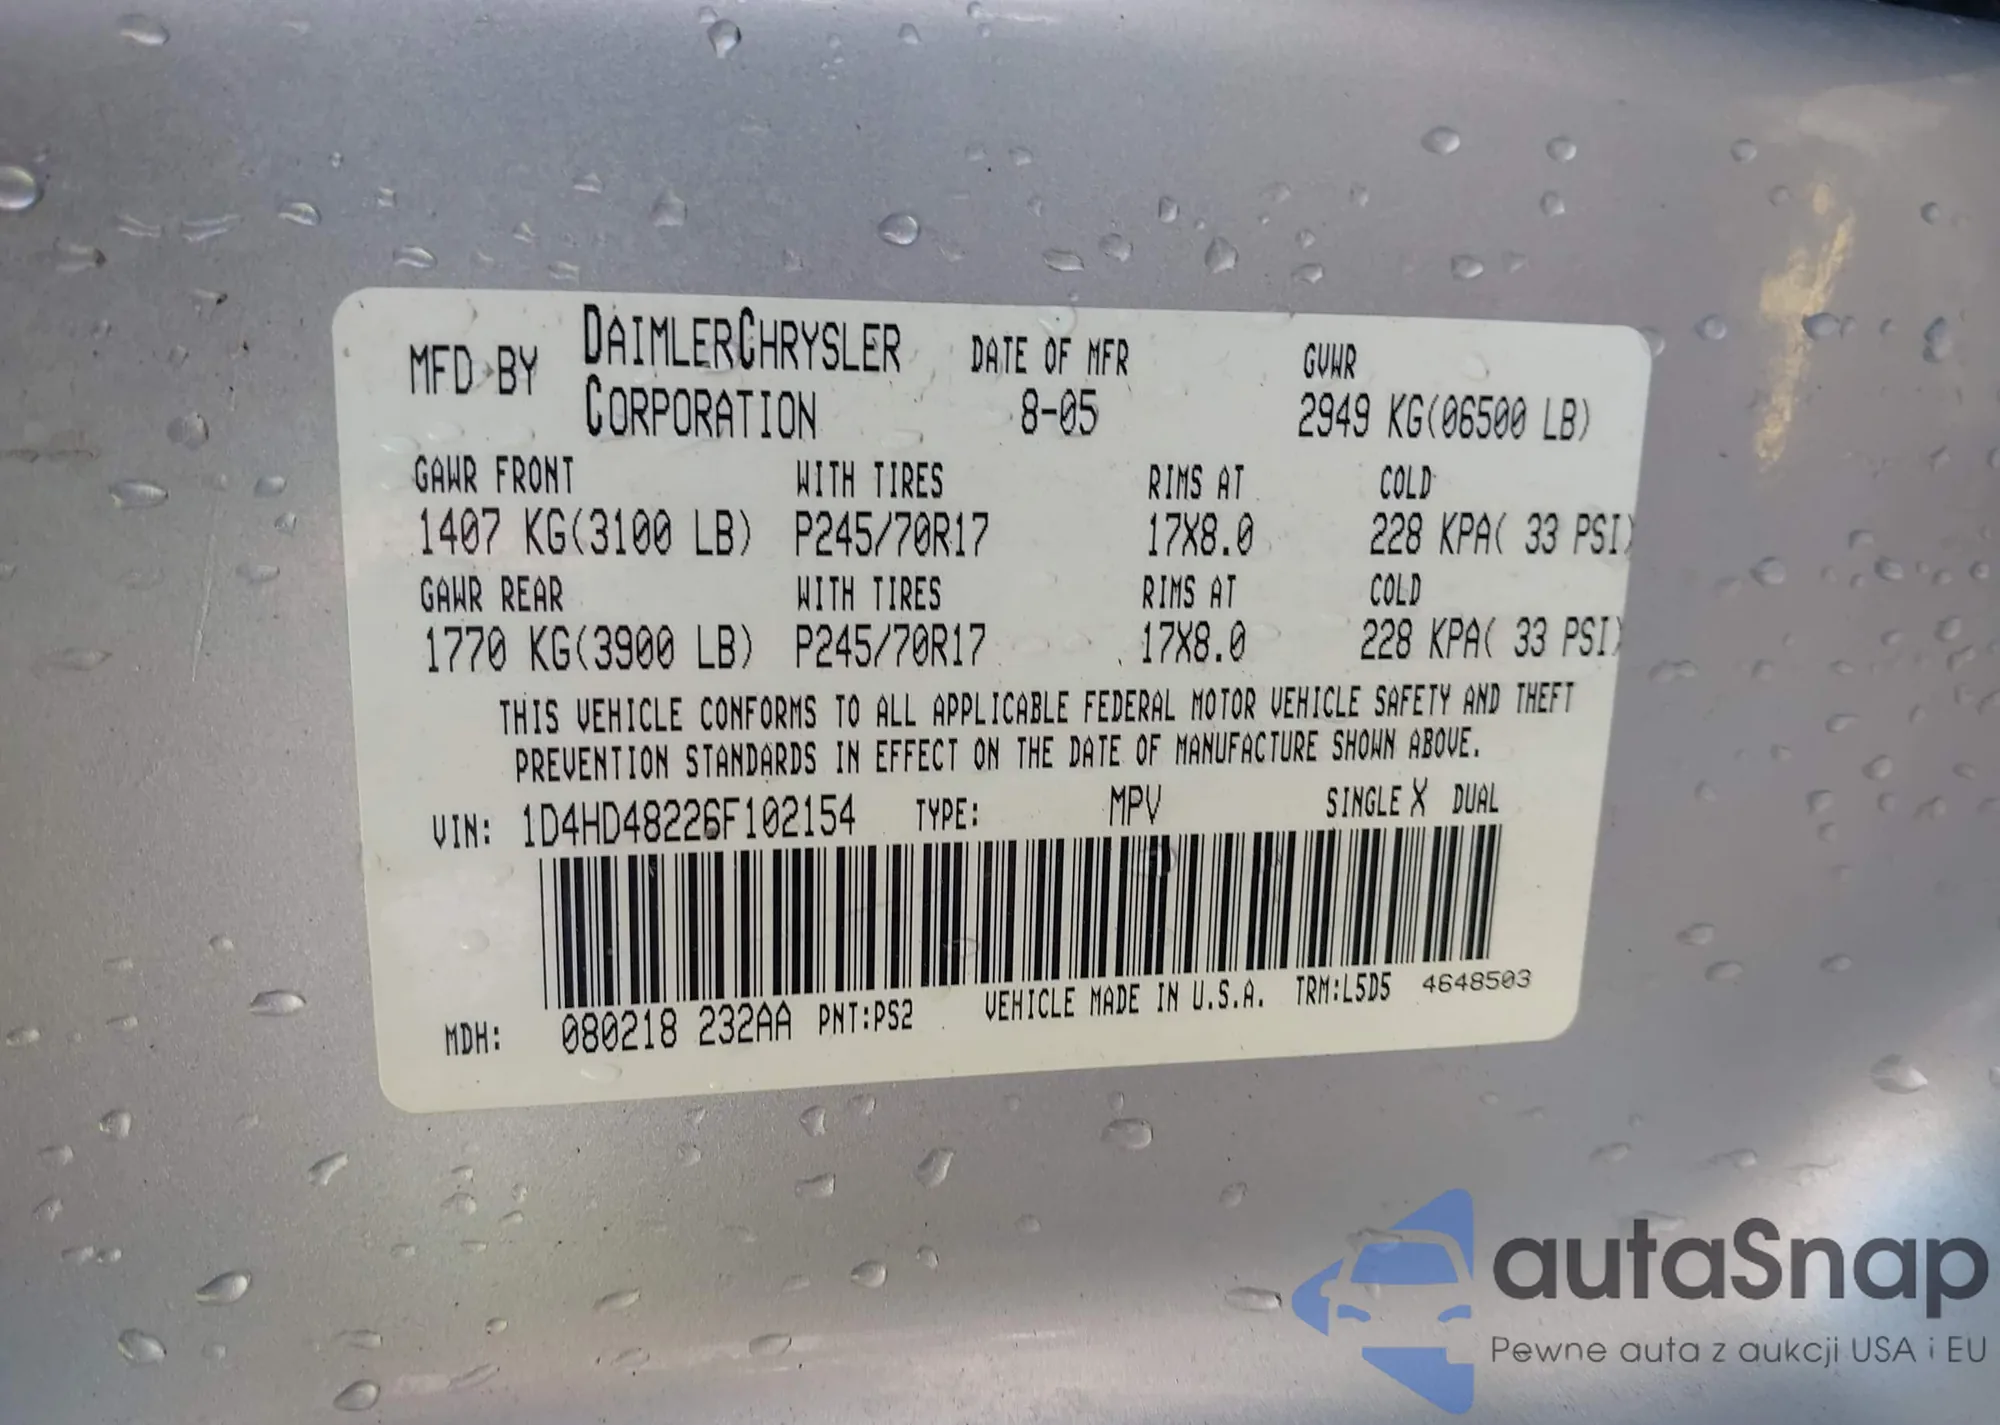 MFD BY DAIMLERCHRYSLER CORPORATION DATE OF MFR 8-05 GVWR 2949 KG(06500 LB)
GAWR FRONT WITH TIRES RIMS AT COLD
1407 KG(3100 LB) P245/70R17 17X8.0 228 KPA( 33 PSI)
GAWR REAR WITH TIRES RIMS AT COLD
1770 KG(3900 LB) P245/70R17 17X8.0 228 KPA( 33 PSI)
THIS VEHICLE CONFORMS TO ALL APPLICABLE FEDERAL MOTOR VEHICLE SAFETY AND THEFT
PREVENTION STANDARDS IN EFFECT ON THE DATE OF MANUFACTURE SHOWN ABOVE.
VIN: 1D4HD48226F102154 TYPE: MPV SINGLE X DUAL
MDH: 080218 232AA PNT:PS2 VEHICLE MADE IN U.S.A. TRM:L5D5 4648503
autaSnap
Pewne auta z aukcji USA i EU